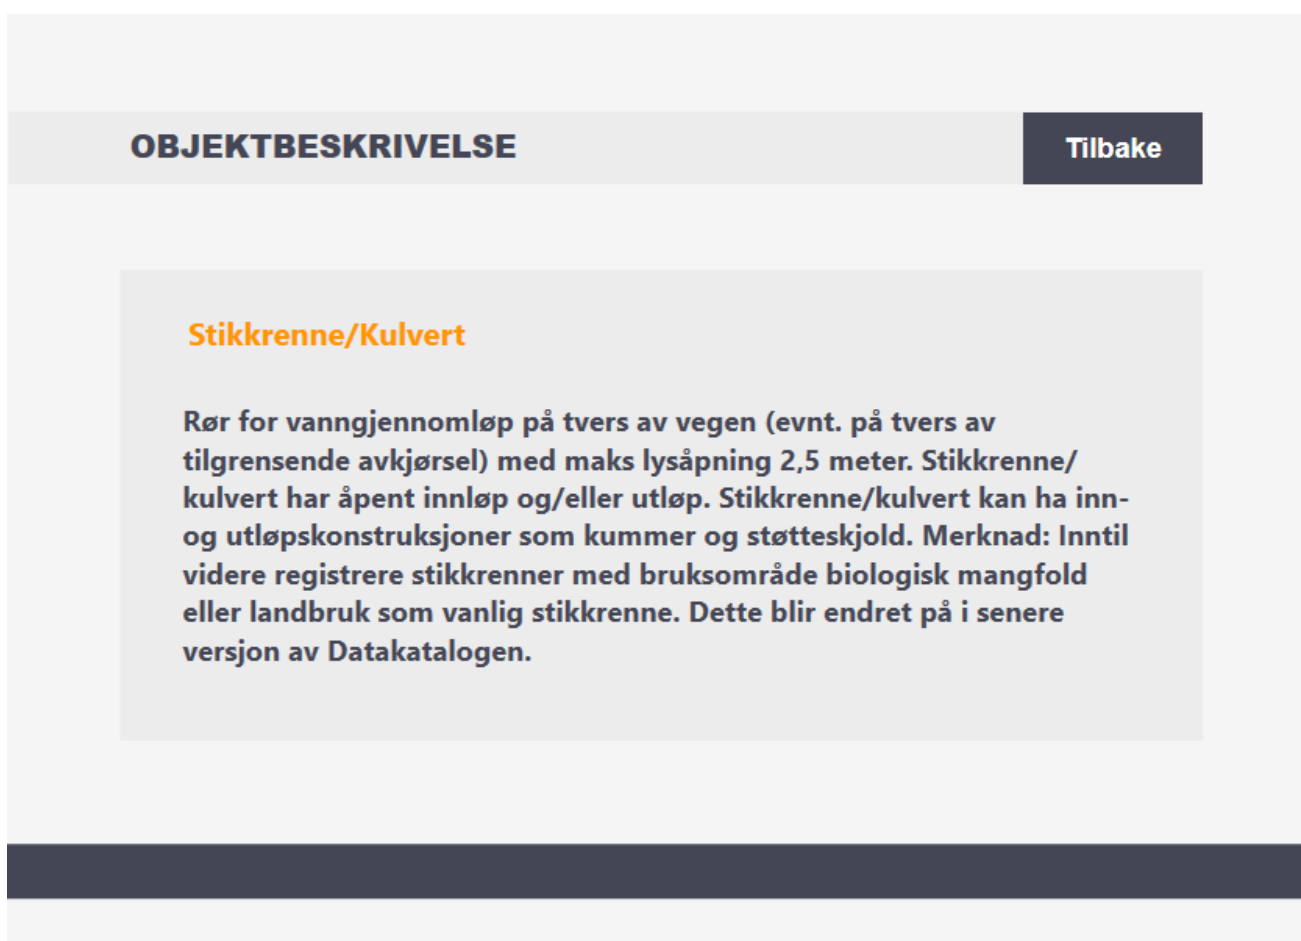 OBJEKTBESKRIVELSE
Tilbake
Stikkrenne/Kulvert
Rør for vanngjennomløp på tvers av vegen (evnt. på tvers av
tilgrensende avkjørsel) med maks lysåpning 2,5 meter. Stikkrenne/
kulvert har åpent innløp og/eller utløp. Stikkrenne/kulvert kan ha inn-
og utløpskonstruksjoner som kummer og støtteskjold. Merknad: Inntil
videre registrere stikkrenner med bruksområde biologisk mangfold
eller landbruk som vanlig stikkrenne. Dette blir endret på i senere
versjon av Datakatalogen.